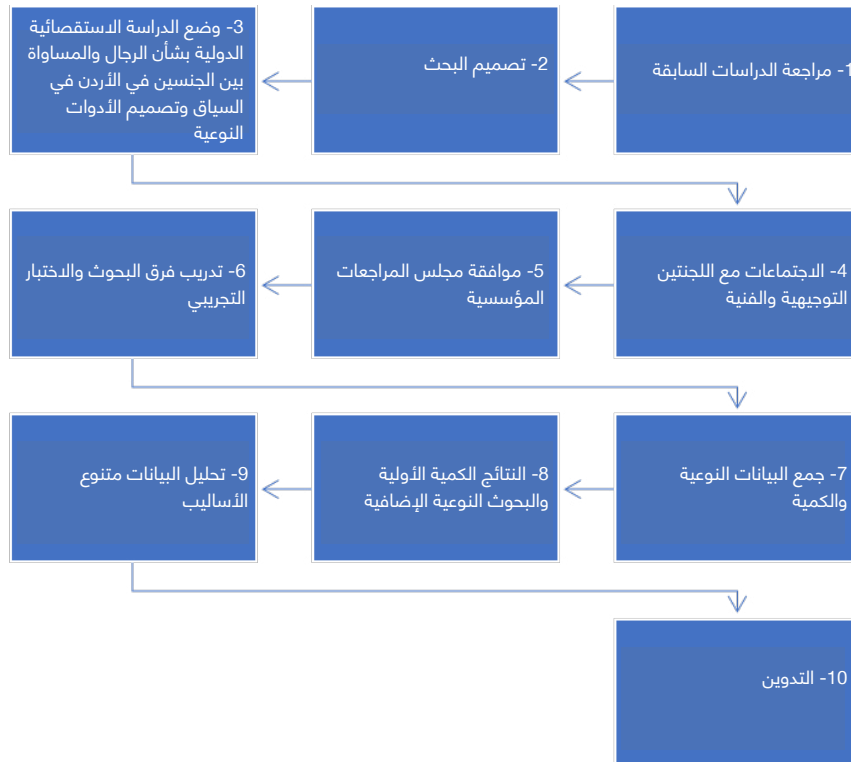 1- مراجعة الدراسات السابقة
2- تصميم البحث
3- وضع الدراسة الاستقصائية
الدولية بشأن الرجال والمساواة
بين الجنسين في الأردن في
السياق وتصميم الأدوات
النوعية
4- الاجتماعات مع اللجنتين
التوجيهية والفنية
5- موافقة مجلس المراجعات
المؤسسية
6- تدريب فرق البحوث والاختبار
التجريبي
7- جمع البيانات النوعية
والكمية
8- النتائج الكمية الأولية
والبحوث النوعية الإضافية
9- تحليل البيانات متنوع
الأساليب
10- التدوين